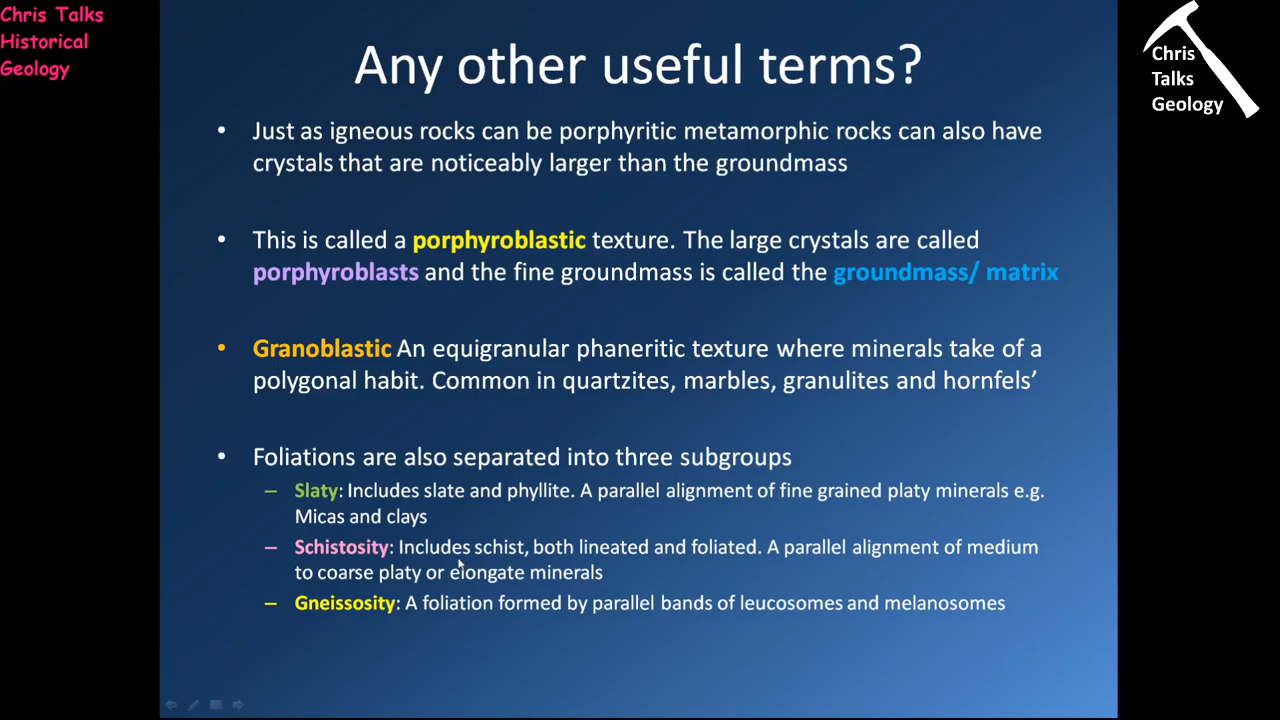 Chris Talks
Historical
Geology
Chris
Talks
Geology
Any other useful terms?
• Just as igneous rocks can be porphyritic metamorphic rocks can also have
crystals that are noticeably larger than the groundmass
• This is called a porphyroblastic texture. The large crystals are called
porphyroblasts and the fine groundmass is called the groundmass/ matrix
• Granoblastic An equigranular phaneritic texture where minerals take of a
polygonal habit. Common in quartzites, marbles, granulites and hornfels’
• Foliations are also separated into three subgroups
– Slaty: Includes slate and phyllite. A parallel alignment of fine grained platy minerals e.g.
Micas and clays
– Schistosity: Includes schist, both lineated and foliated. A parallel alignment of medium
to coarse platy or elongate minerals
– Gneissosity: A foliation formed by parallel bands of leucosomes and melanosomes